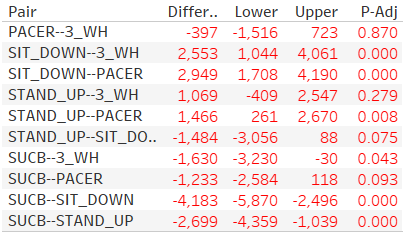 Pair Differ.. Lower Upper P-Adj
PACER--3_WH -397 -1,516 723 0.870
SIT_DOWN--3_WH 2,553 1,044 4,061 0.000
SIT_DOWN--PACER 2,949 1,708 4,190 0.000
STAND_UP--3_WH 1,069 -409 2,547 0.279
STAND_UP--PACER 1,466 261 2,670 0.008
STAND_UP--SIT_DO.. -1,484 -3,056 88 0.075
SUCB--3_WH -1,630 -3,230 -30 0.043
SUCB--PACER -1,233 -2,584 118 0.093
SUCB--SIT_DOWN -4,183 -5,870 -2,496 0.000
SUCB--STAND_UP -2,699 -4,359 -1,039 0.000